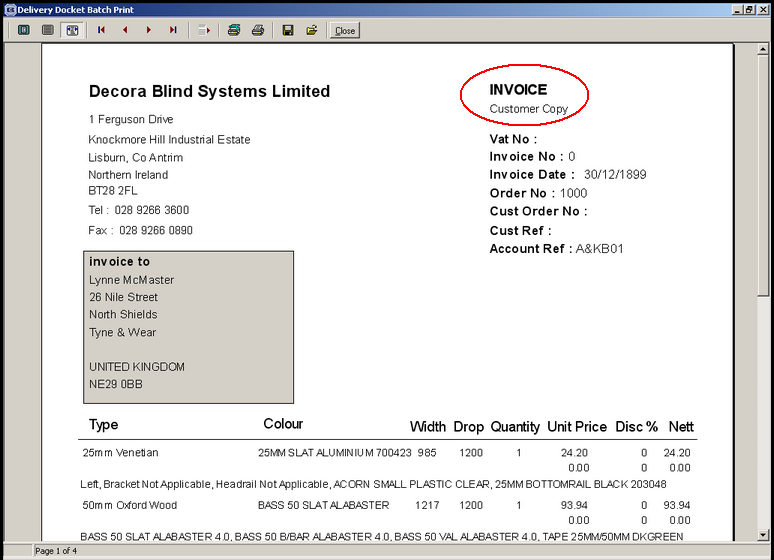 Delivery Docket Batch Print
Close
Decora Blind Systems Limited
1 Ferguson Drive
Knockmore Hill Industrial Estate
Lisburn, Co Antrim
Northern Ireland
BT28 2FL
Tel : 028 9266 3600
Fax : 028 9266 0890
INVOICE
Customer Copy
Vat No :
Invoice No : 0
Invoice Date : 30/12/1899
Order No : 1000
Cust Order No :
Cust Ref :
Account Ref : A&KB01
invoice to
Lynne McMaster
26 Nile Street
North Shields
Tyne & Wear
UNITED KINGDOM
NE29 0BB
Type Colour Width Drop Quantity Unit Price Disc % Nett
25mm Venetian 25MM SLAT ALUMINIUM 700423 985 1200 1 24.20 0 24.20
0.00 0 0.00
Left, Bracket Not Applicable, Headrail Not Applicable, ACORN SMALL PLASTIC CLEAR, 25MM BOTTOMRAIL BLACK 203048
50mm Oxford Wood BASS 50 SLAT ALABASTER 1217 1200 1 93.94 0 93.94
0.00 0 0.00
BASS 50 SLAT ALABASTER 4.0, BASS 50 B/BAR ALABASTER 4.0, BASS 50 VAL ALABASTER 4.0, TAPE 25MM/50MM DKGREEN
Page 1 of 4